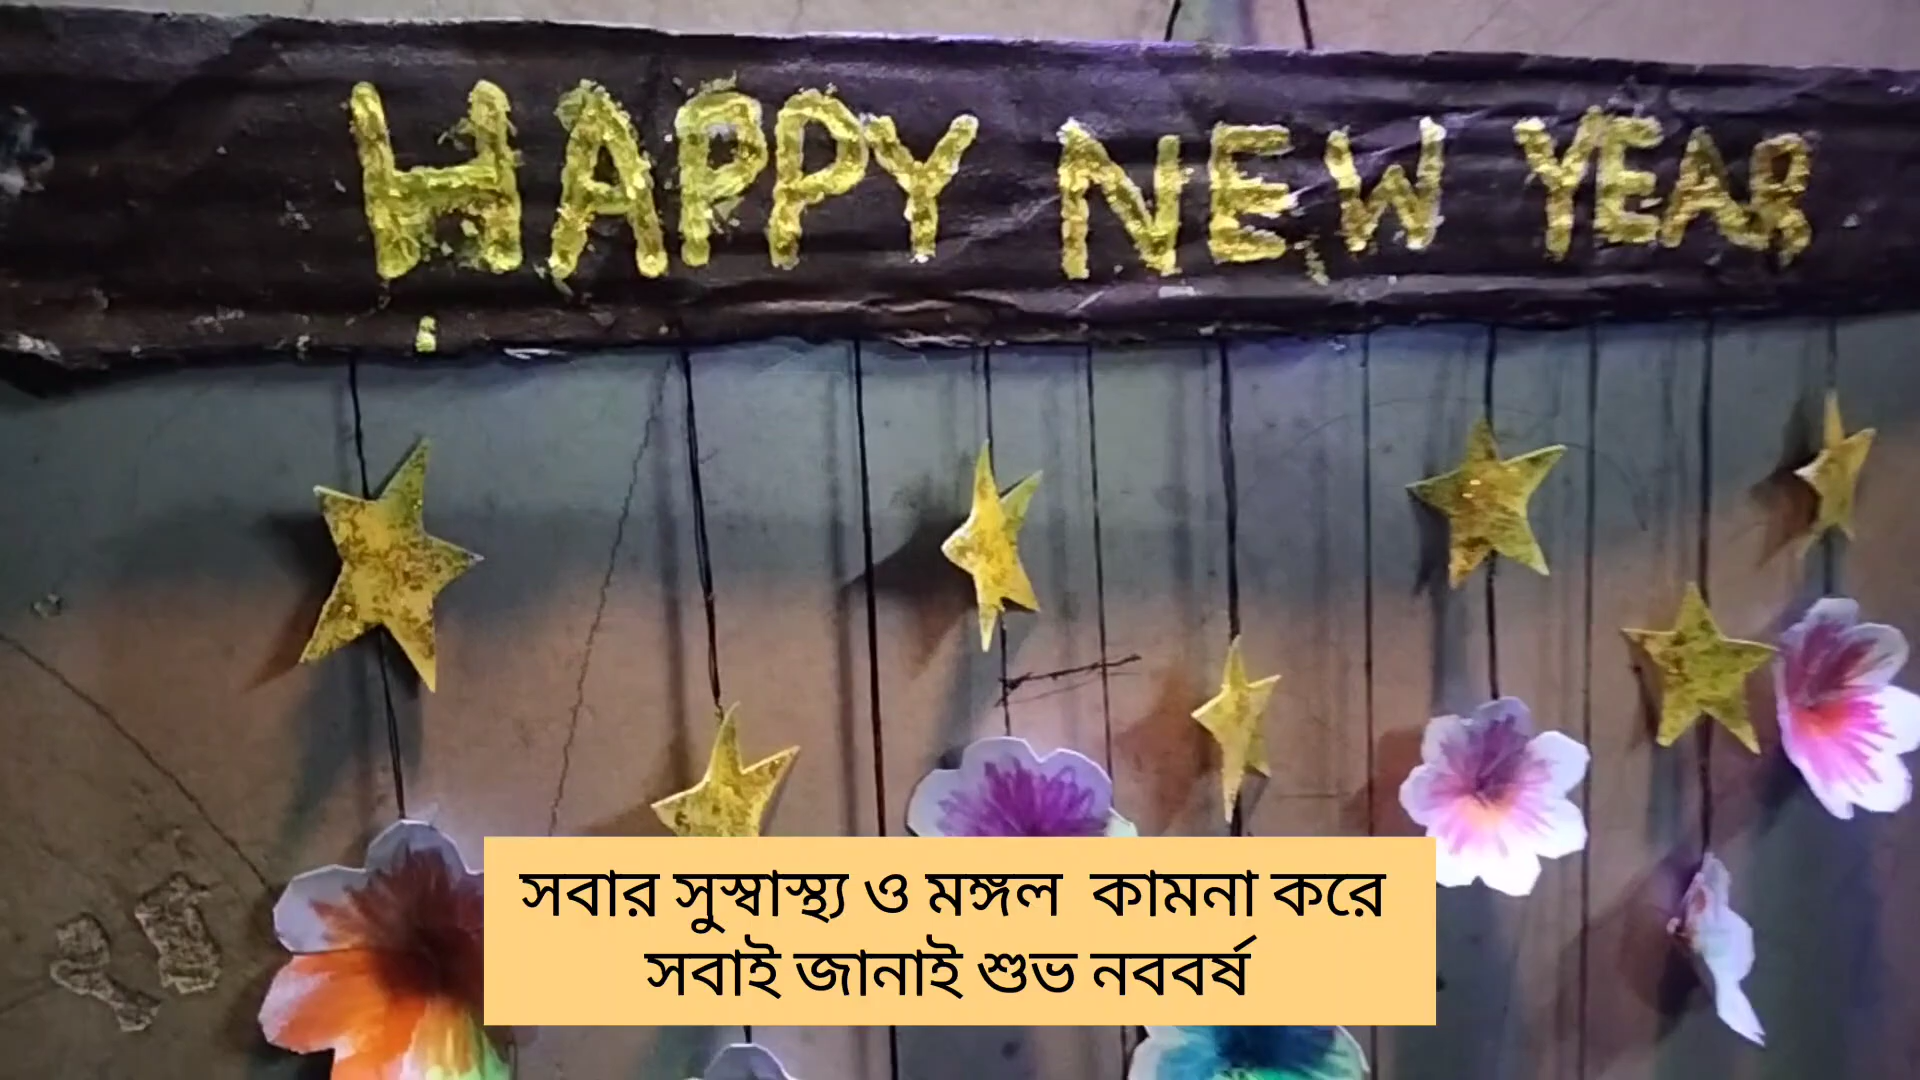 HAPPY NEW YEAR
সবার সুস্বাস্থ্য ও মঙ্গল কামনা করে
সবাই জানাই শুভ নববর্ষ